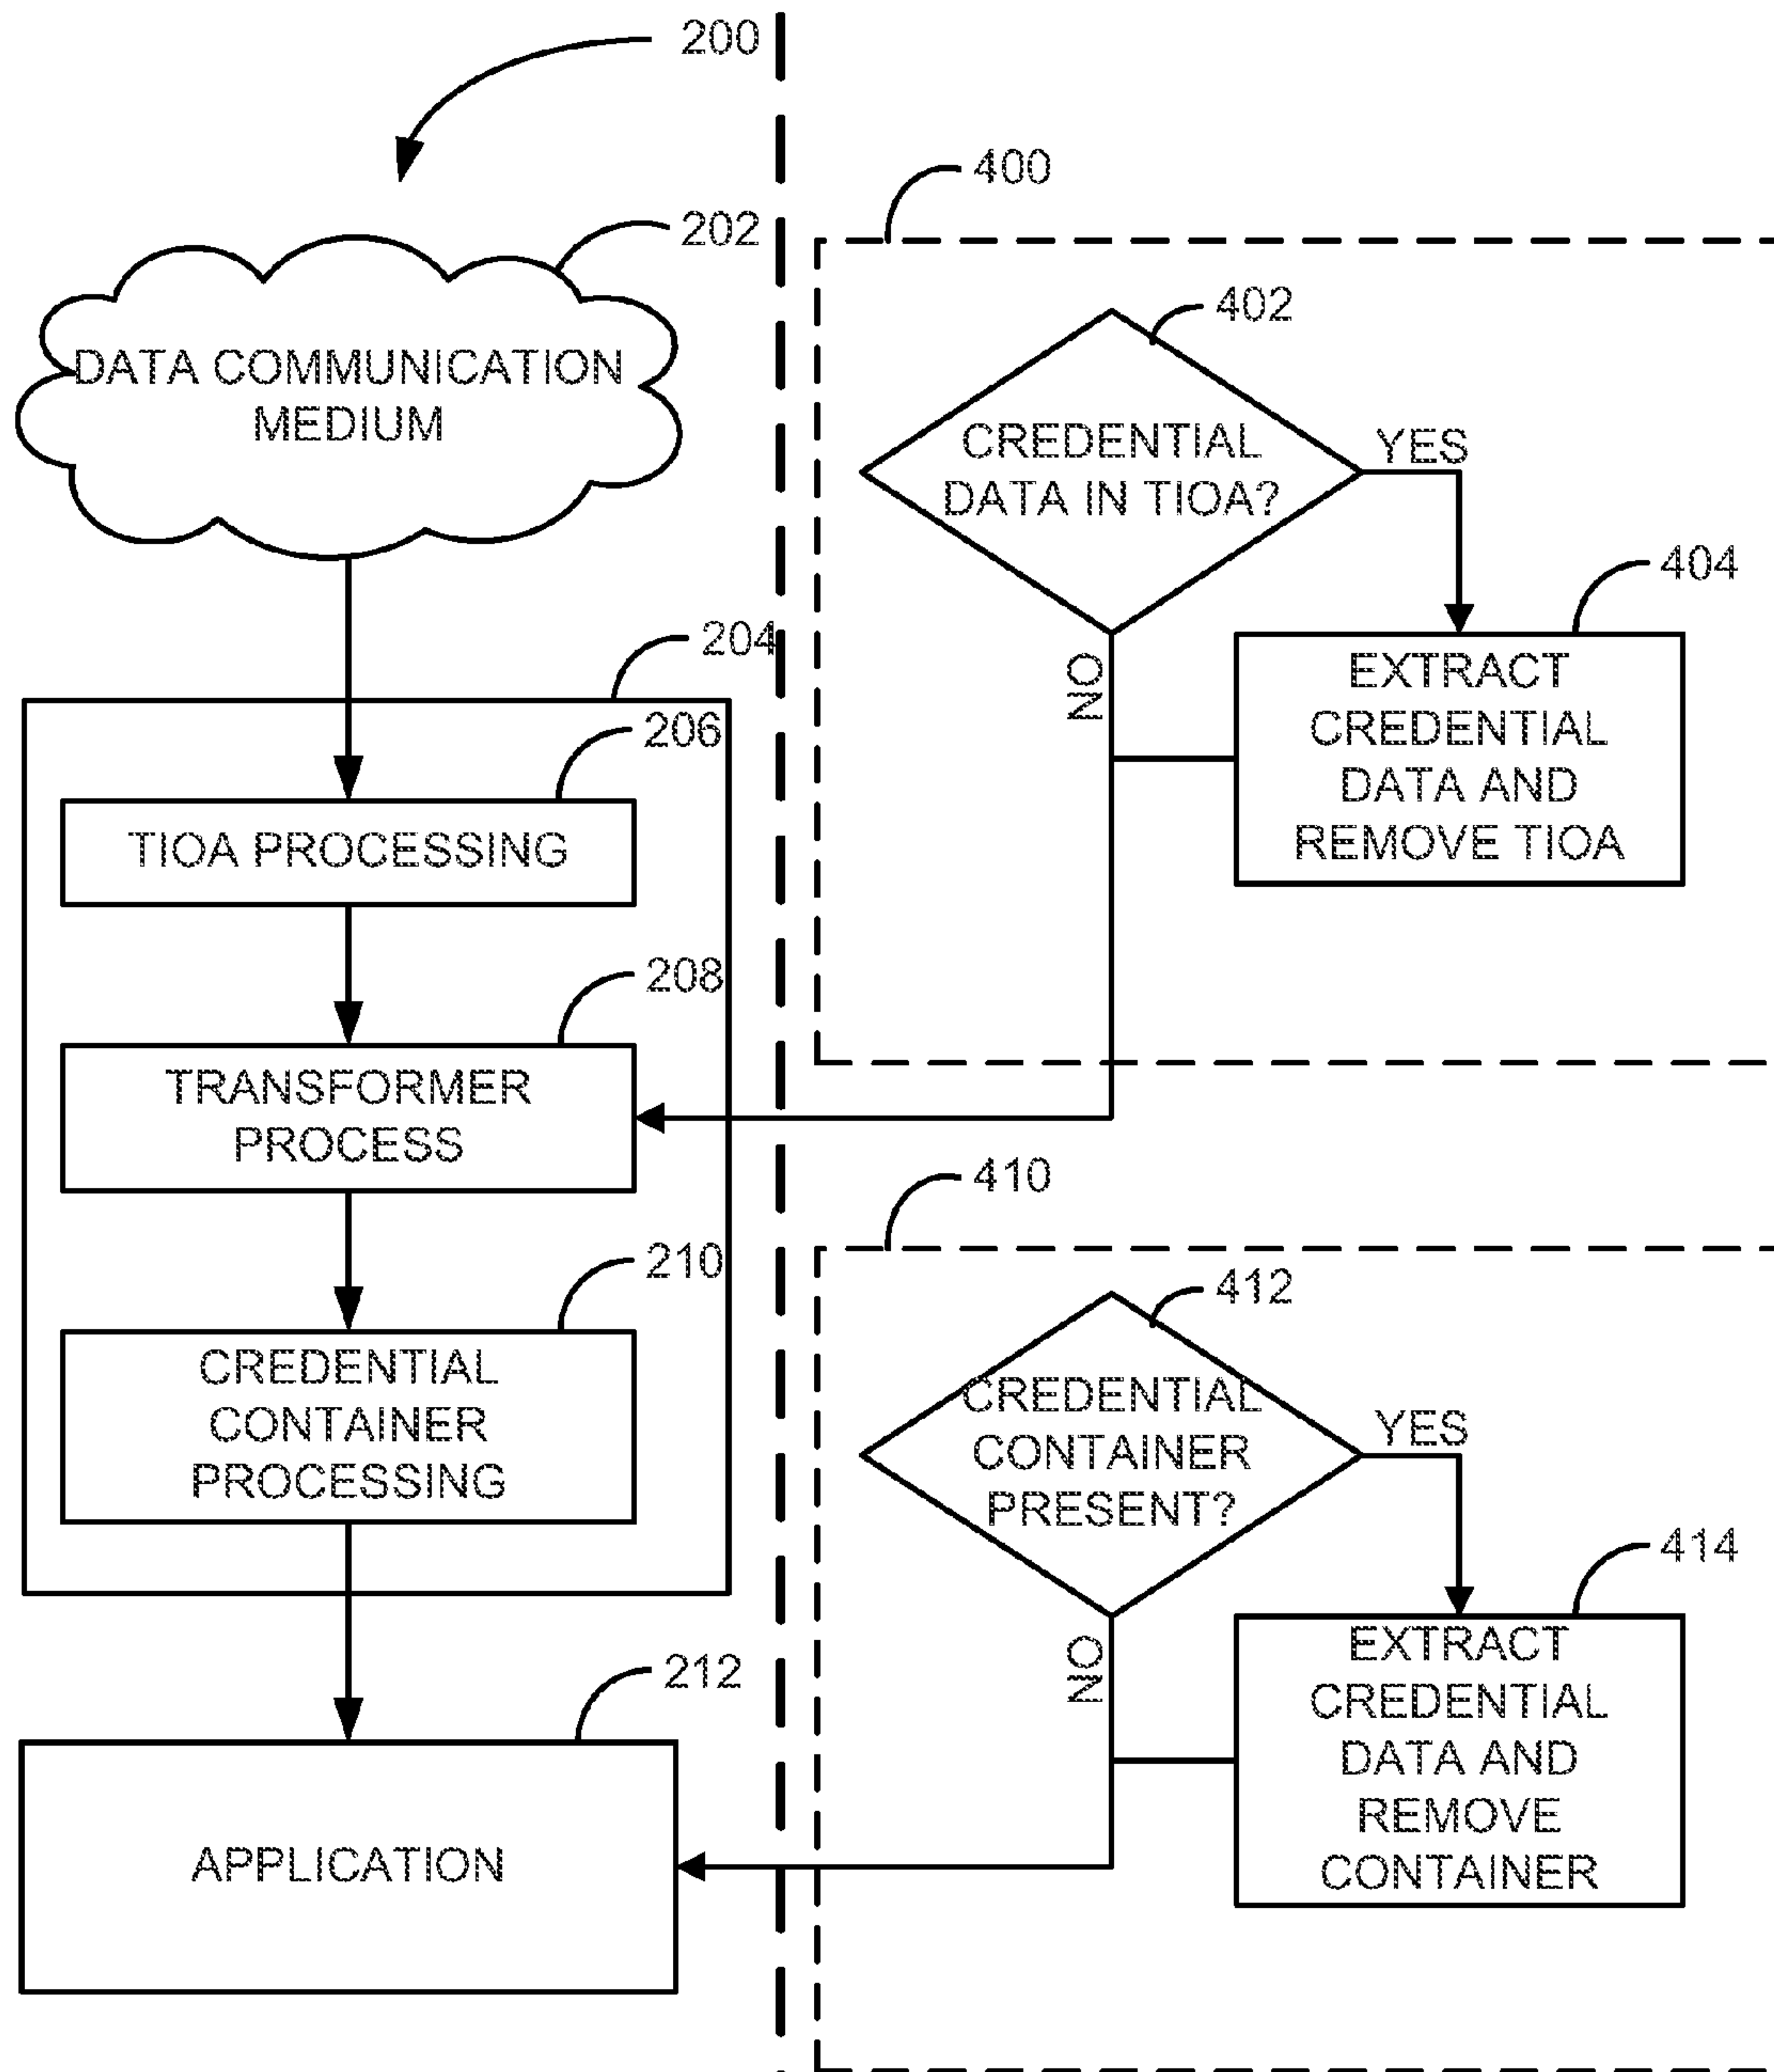 200
202
DATA COMMUNICATION
MEDIUM
204
206
TIOA PROCESSING
208
TRANSFORMER
PROCESS
210
CREDENTIAL
CONTAINER
PROCESSING
212
APPLICATION
400
402
CREDENTIAL
DATA IN TIOA?
YES
NO
404
EXTRACT
CREDENTIAL
DATA AND
REMOVE TIOA
410
412
CREDENTIAL
CONTAINER
PRESENT?
YES
NO
414
EXTRACT
CREDENTIAL
DATA AND
REMOVE
CONTAINER